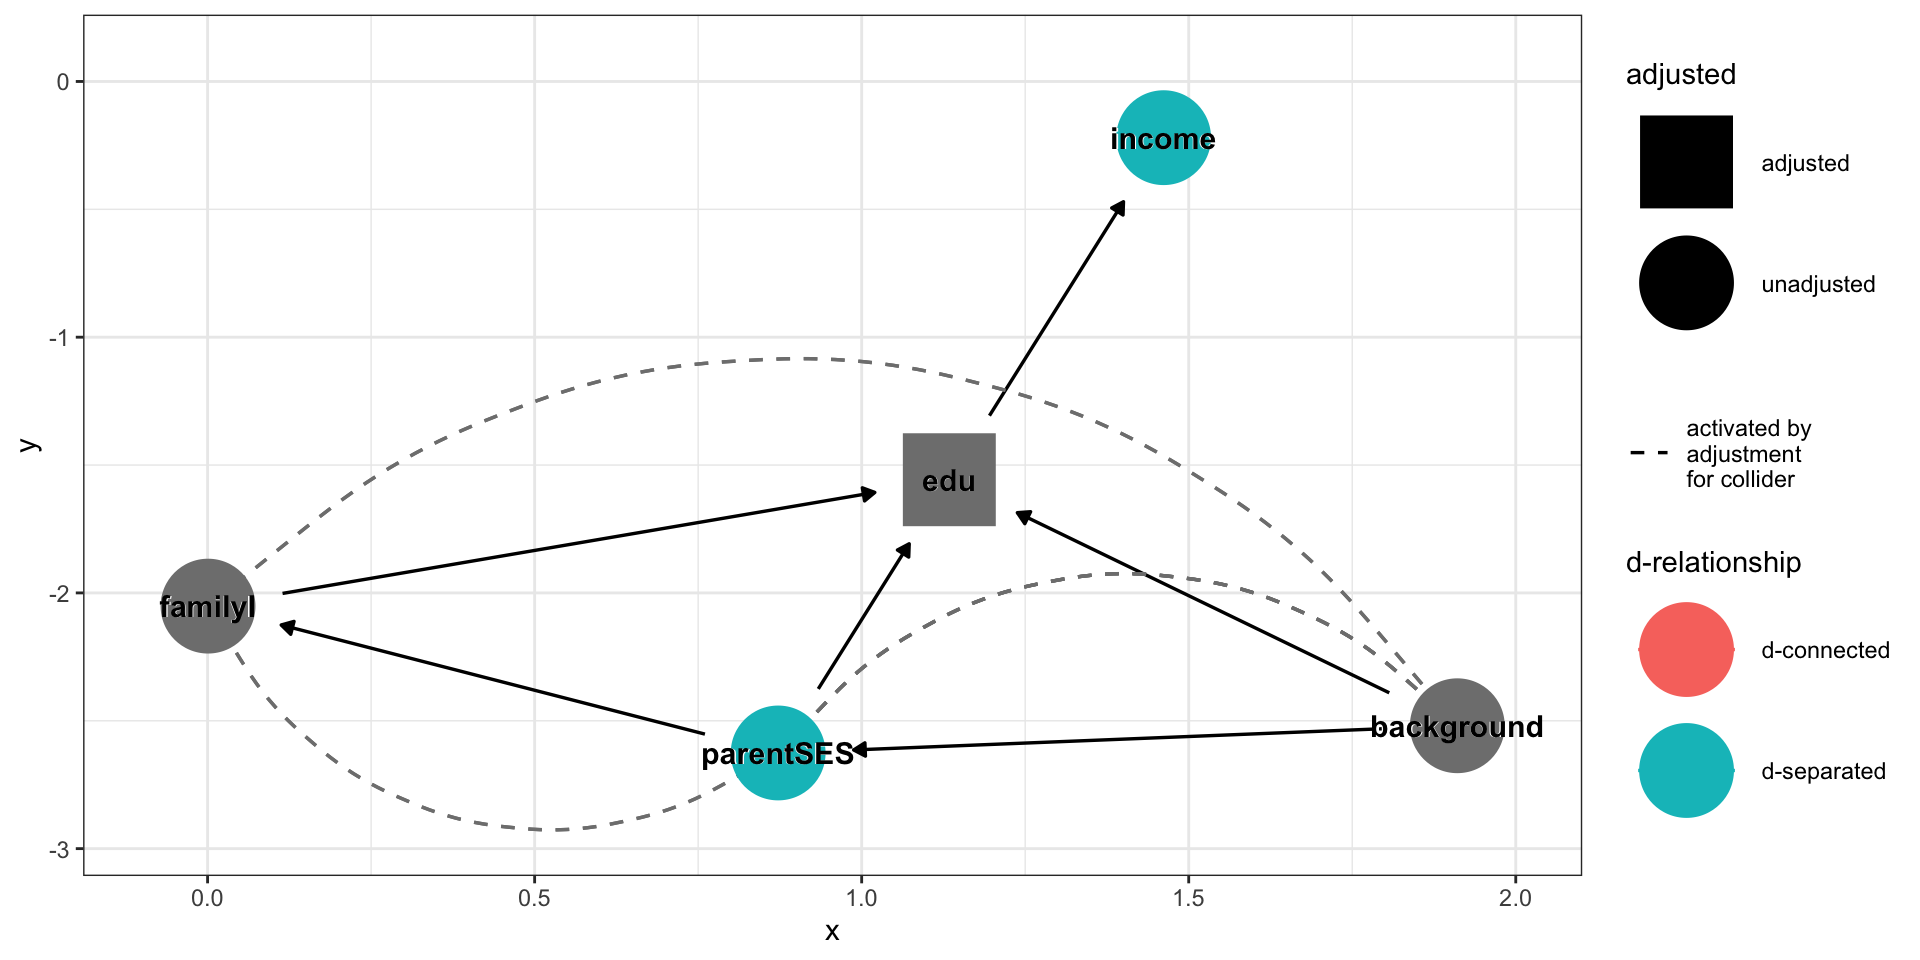 0
-1
-2
-3
y
income
edu
familyI
parentSES
background
0.0
0.5
1.0
1.5
2.0
x
adjusted
adjusted
unadjusted
activated by
adjustment
for collider
d-relationship
d-connected
d-separated